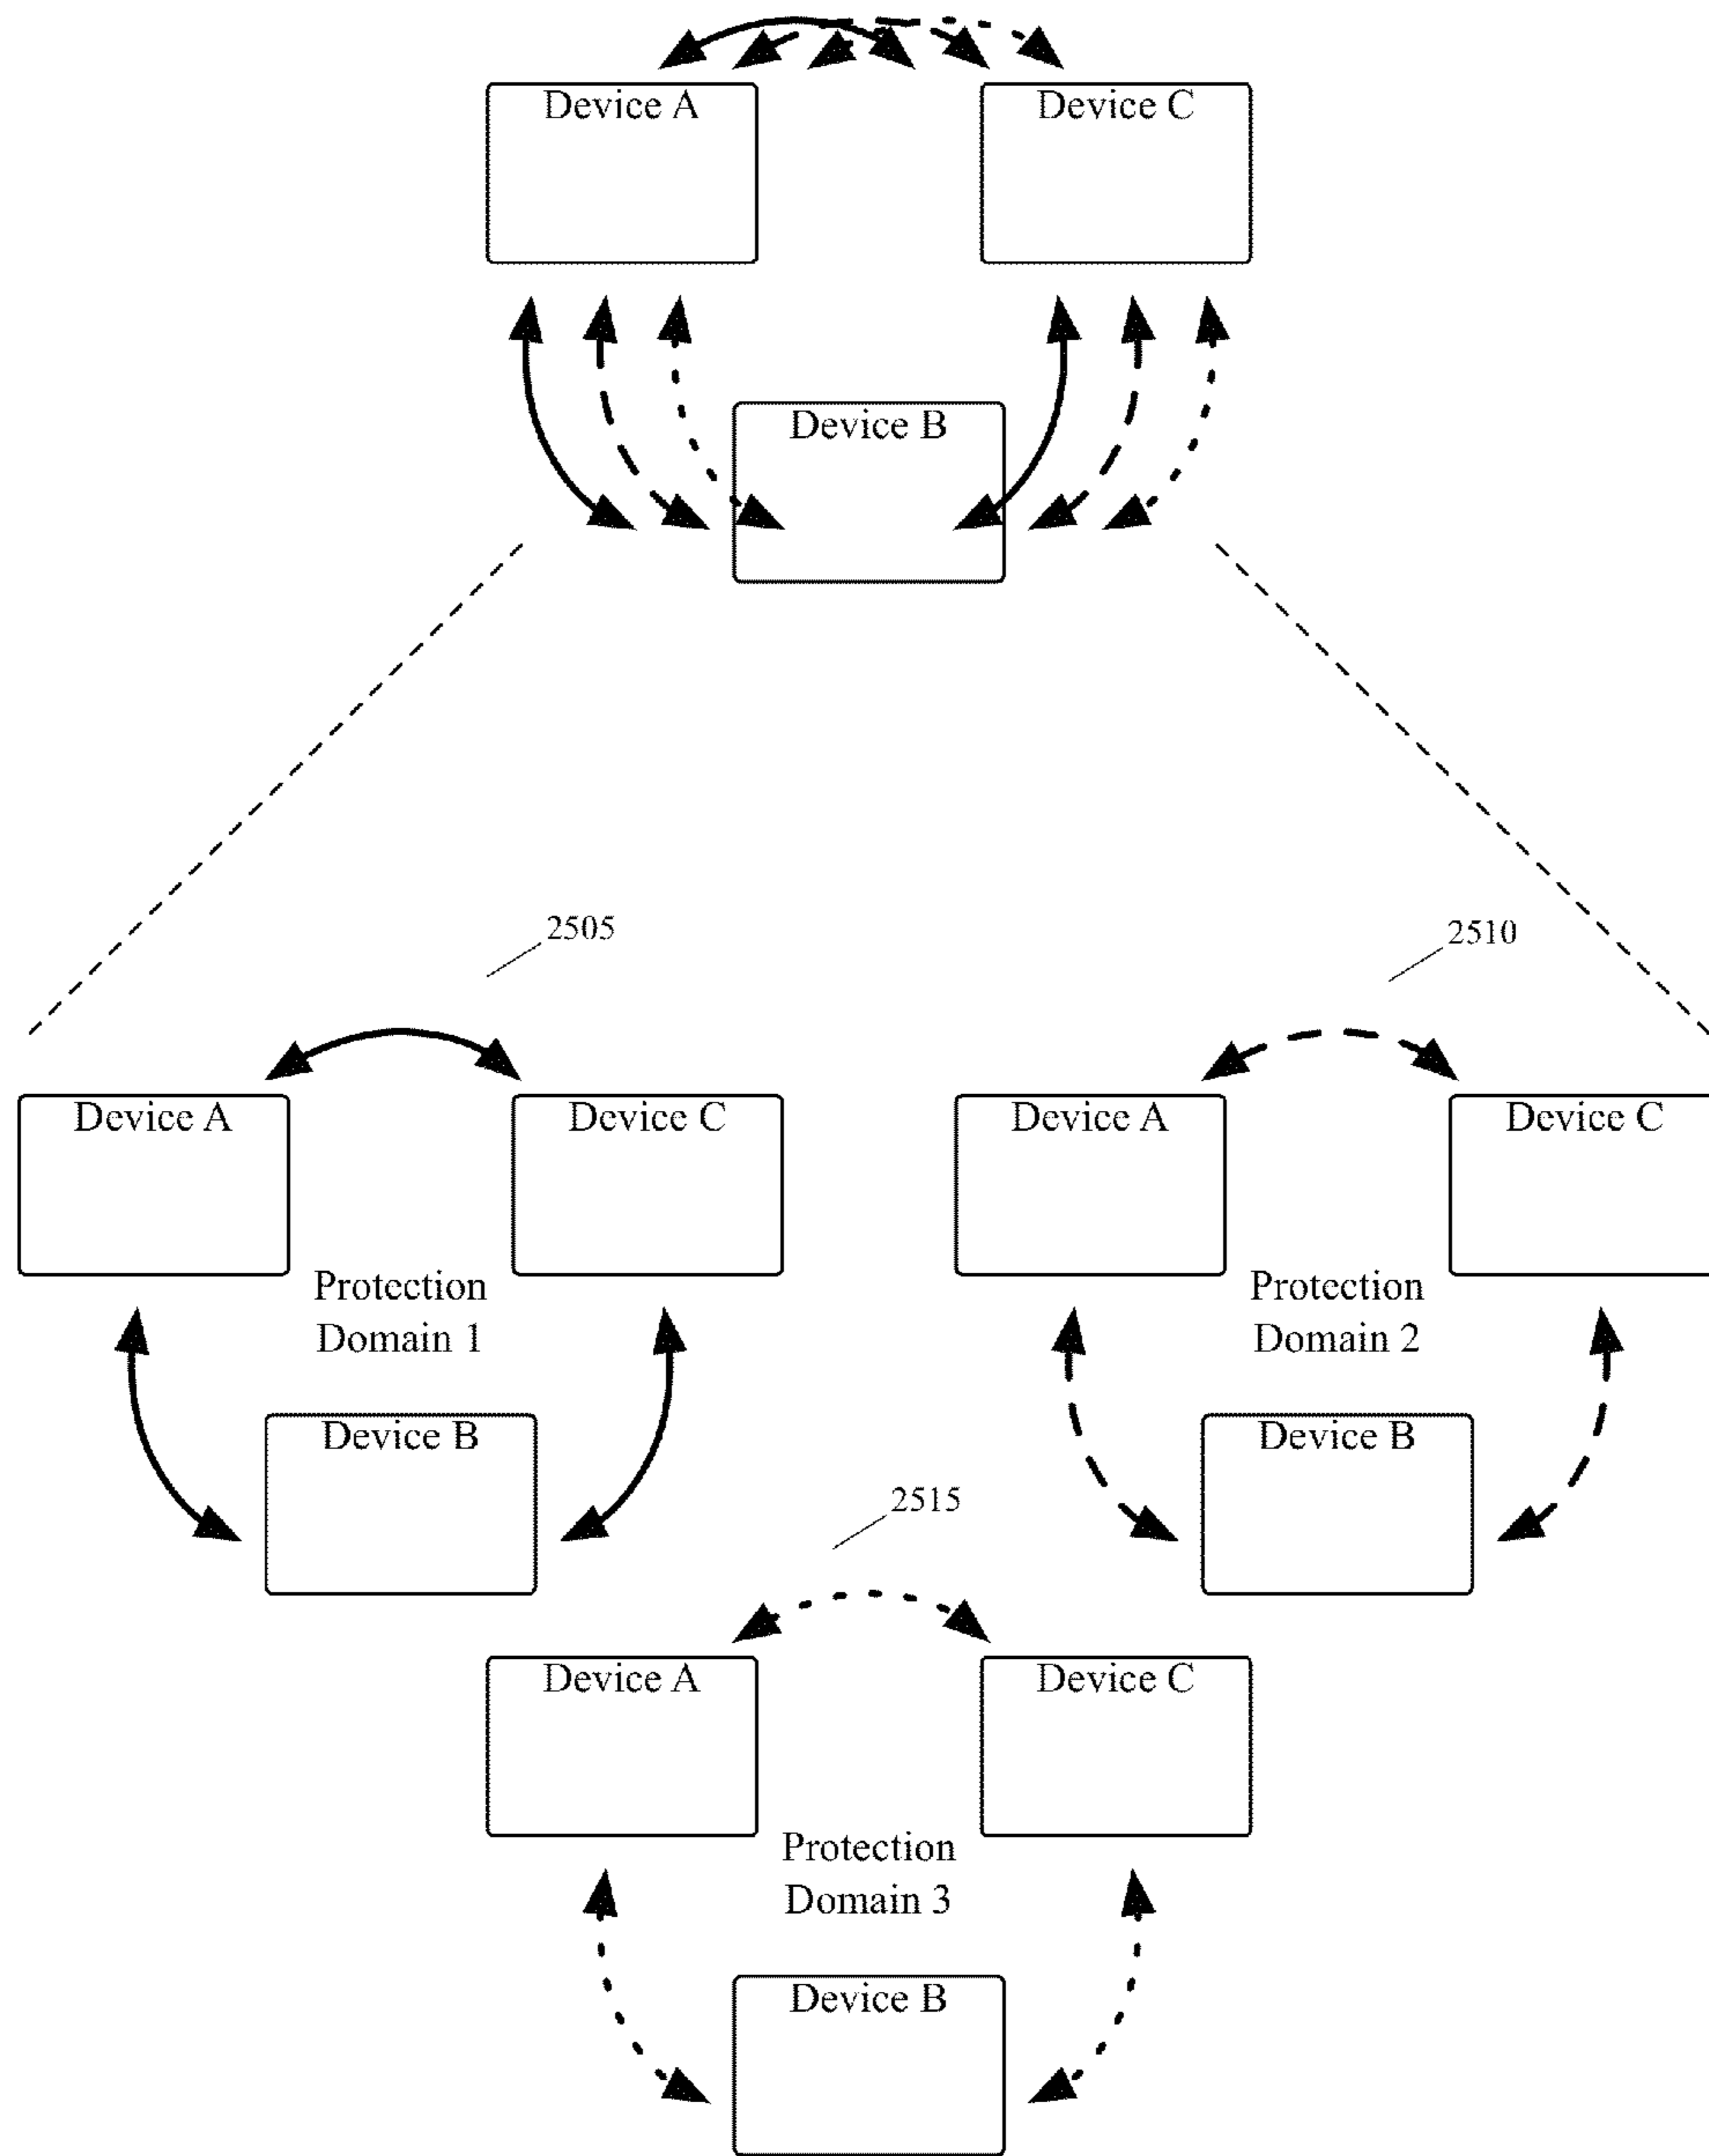 Device A
Device C
Device B
2505
2510
Device A
Device C
Device A
Device C
Protection
Domain 1
Protection
Domain 2
Device B
Device B
2515
Device A
Device C
Protection
Domain 3
Device B